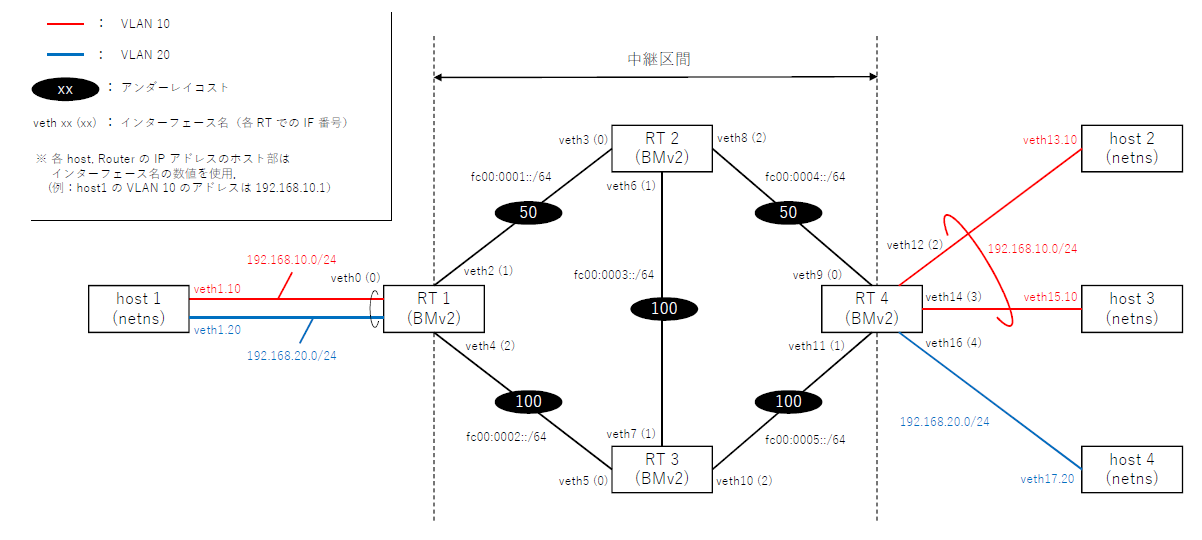 ： VLAN 10
： VLAN 20
xx ： アンダーレイコスト
veth xx (xx) ： インターフェース名（各 RT での IF 番号）
※ 各 host, Router の IP アドレスのホスト部は
インターフェース名の数値を使用.
（例：host1 の VLAN 10 のアドレスは 192.168.10.1）
中継区間
veth3 (0)
RT 2
(BMv2)
veth8 (2)
veth13.10
host 2
(netns)
fc00:0001::/64
veth6 (1)
fc00:0004::/64
50
50
veth12 (2)
192.168.10.0/24
192.168.10.0/24
veth0 (0)
veth2 (1)
fc00:0003::/64
veth9 (0)
host 1
(netns)
veth1.10
veth1.20
RT 1
(BMv2)
100
RT 4
(BMv2)
veth14 (3)
veth15.10
host 3
(netns)
192.168.20.0/24
veth4 (2)
veth11 (1)
veth16 (4)
100
100
192.168.20.0/24
fc00:0002::/64
veth7 (1)
fc00:0005::/64
veth5 (0)
RT 3
(BMv2)
veth10 (2)
veth17.20
host 4
(netns)